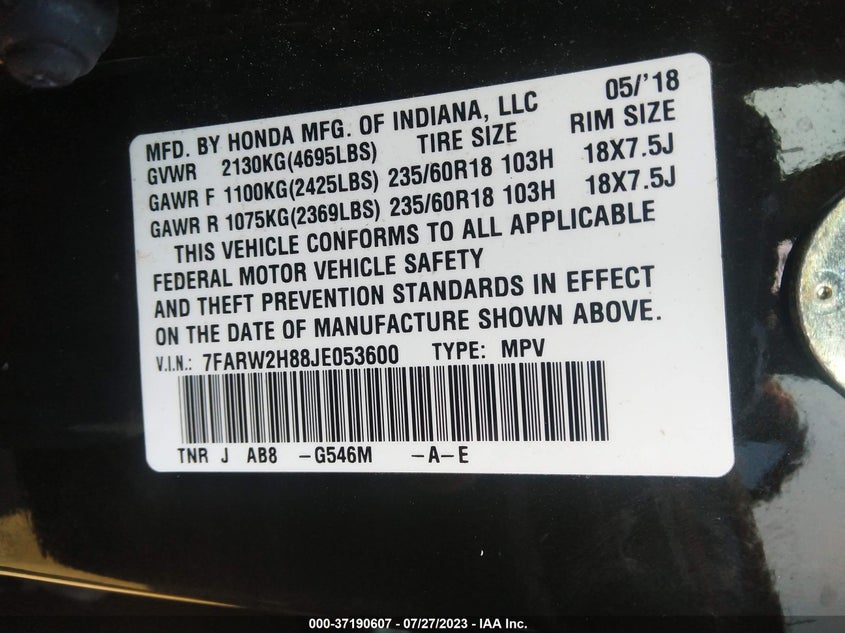 MFD. BY HONDA MFG. OF INDIANA, LLC 05/'18
GVWR 2130KG(4695LBS) TIRE SIZE RIM SIZE
GAWR F 1100KG(2425LBS) 235/60R18 103H 18X7.5J
GAWR R 1075KG(2369LBS) 235/60R18 103H 18X7.5J
THIS VEHICLE CONFORMS TO ALL APPLICABLE
FEDERAL MOTOR VEHICLE SAFETY
AND THEFT PREVENTION STANDARDS IN EFFECT
ON THE DATE OF MANUFACTURE SHOWN ABOVE.
V.I.N.: 7FARW2H88JE053600 TYPE: MPV
TNR J AB8 -G546M -A-E
000-37190607 - 07/27/2023 - IAA Inc.